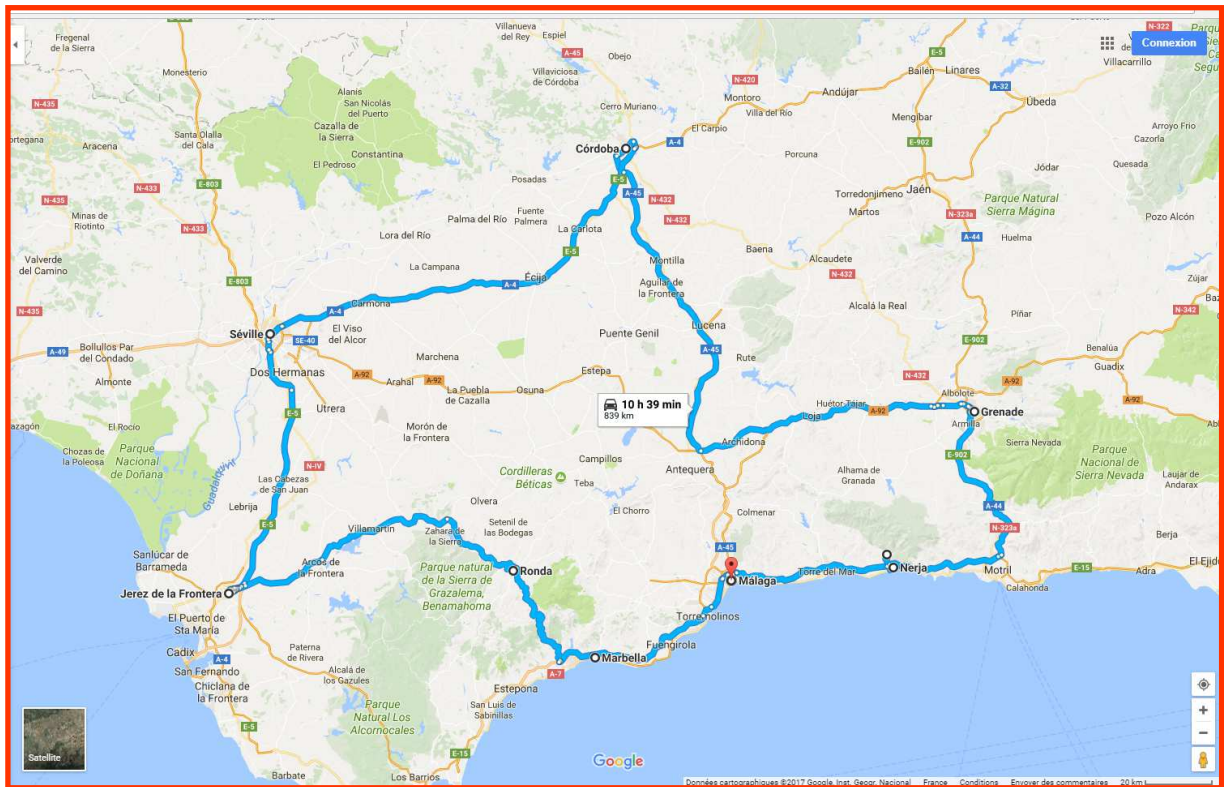 Villanueva
del Rey
Espiel
N-322
Fregenal
de la Sierra
A-45
Obejo
E-5
Connexion
Monesterio
Villaviciosa
de Córdoba
Bailén
Linares
Villacarrillo
N-420
Alanís
San Nicolás
del Puerto
Montoro
Andújar
A-32
Úbeda
N-435
Cerro Muriano
Villa del Río
Cazalla de
la Sierra
El Carpio
Mengíbar
Arroyo Frio
Santa Olalla
del Cala
Aracena
Constantina
Córdoba
A-4
E-902
Cazorla
El Pedroso
Porcuna
Jódar
Quesada
N-433
E-803
Posadas
E-5
A-45
Torredonjimeno
Jaén
N-435
N-432
Parque Natural
Sierra Mágina
Minas de
Riotinto
Palma del Río
Fuente
Palmera
N-432
Martos
N-323a
Pozo Alcón
N-433
La Carlota
Lora del Río
A-44
Huelma
Baena
Valverde
del Camino
E-5
Alcaudete
La Campana
Montilla
N-432
E-803
Écija
Zújar
A-4
Aguilar de
la Frontera
Carmona
Alcalá la Real
N-435
A-4
Píñar
N-342
Séville
El Viso
del Alcor
Puente Genil
Lucena
SE-40
E-902
Bollullos Par
del Condado
A-49
A-45
Benalúa
Marchena
Rute
Guadix
Dos Hermanas
A-92
Estepa
N-432
Almonte
Arahal
A-92
La Puebla
de Cazalla
Osuna
A-92
Albolote
A-92
10 h 39 min
839 km
Huétor Tájar
E-5
Utrera
Loja
A-92
Grenade
El Rocío
Morón de
la Frontera
Armilla
Archidona
Sierra Nevada
Chozas de
la Poleosa
Parque
Nacional
de Doñana
E-902
Parque
Nacional de
Sierra Nevada
N-IV
Campillos
Antequera
Guadalquivir
Las Cabezas
de San Juan
Cordilleras
Béticas
Teba
Alhama de
Granada
Laujar de
Andarax
Lebrija
Olvera
El Chorro
Colmenar
A-44
E-5
Villamartín
Zahara de
la Sierra
Setenil de
las Bodegas
N-323a
Berja
Sanlúcar de
Barrameda
A-45
Arcos de
la Frontera
Parque natural
de la Sierra de
Grazalema,
Benamahoma
Ronda
Torre del Mar
Nerja
Motril
E-15
Adra
El Ejido
Málaga
Calahonda
Jerez de la Frontera
El Puerto de
Sta María
Torremolinos
Cadix
Paterna
de Rivera
Fuengirola
A-4
Marbella
San Fernando
Alcalá de
los Gazules
A-7
Chiclana de
la Frontera
Estepona
Parque
Natural Los
Alcornocales
San Luis de
Sabinillas
E-5
E-15
Satellite
Google
Barbate
Los Barrios
Données cartographiques ©2017 Google, Inst. Geogr. Nacional
France
Conditions
Envoyer des commentaires
20 km